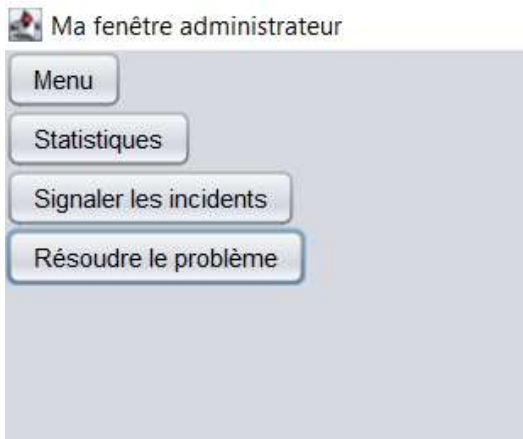 Ma fenêtre administrateur
Menu
Statistiques
Signaler les incidents
Résoudre le problème